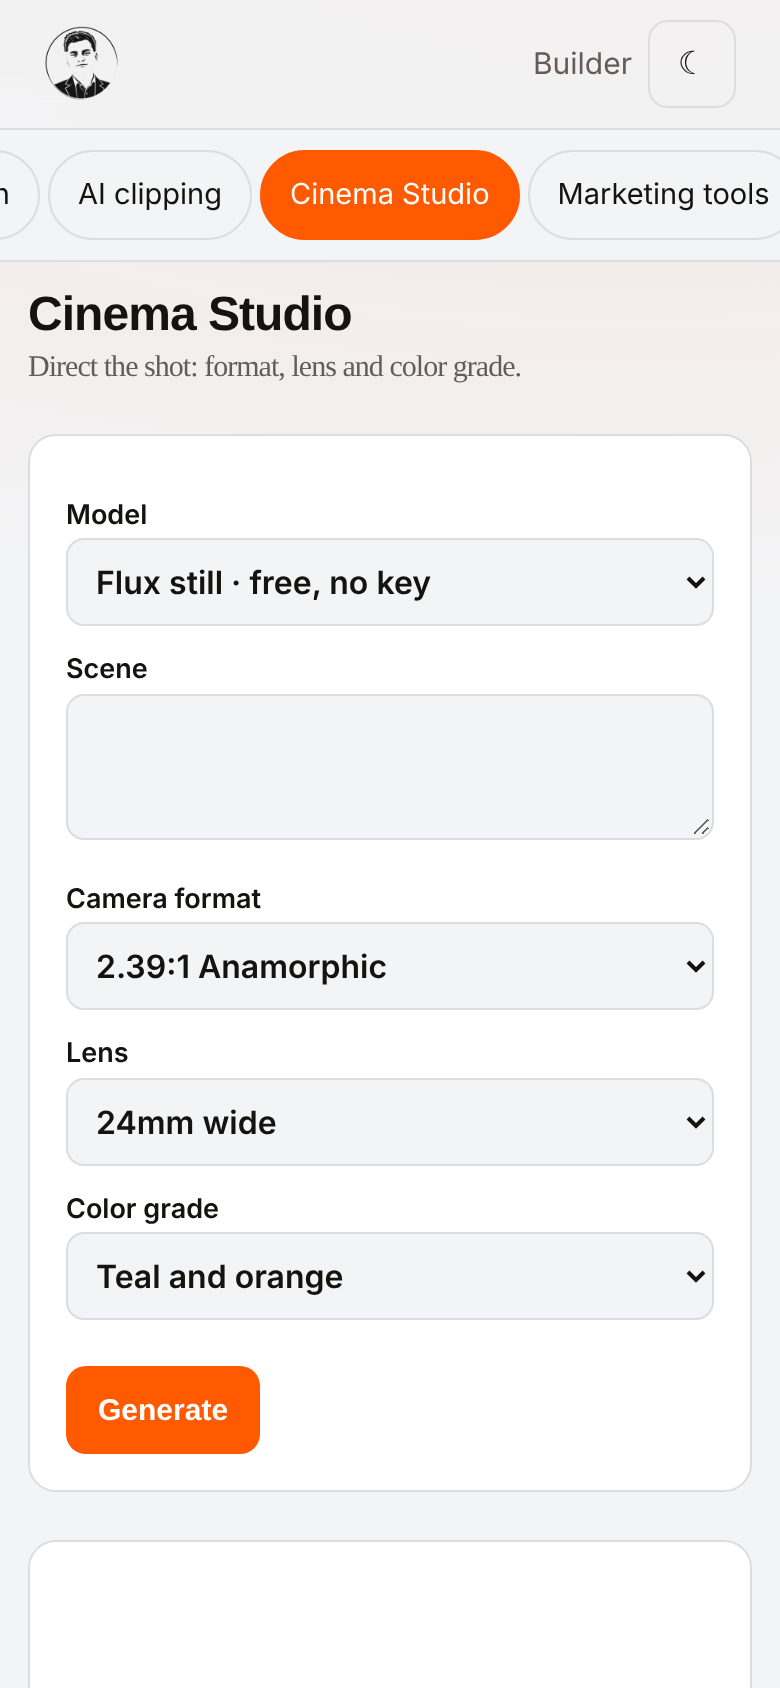 Builder
AI clipping
Cinema Studio
Marketing tools
Cinema Studio
Direct the shot: format, lens and color grade.
Model
Flux still · free, no key
Scene
Camera format
2.39:1 Anamorphic
Lens
24mm wide
Color grade
Teal and orange
Generate